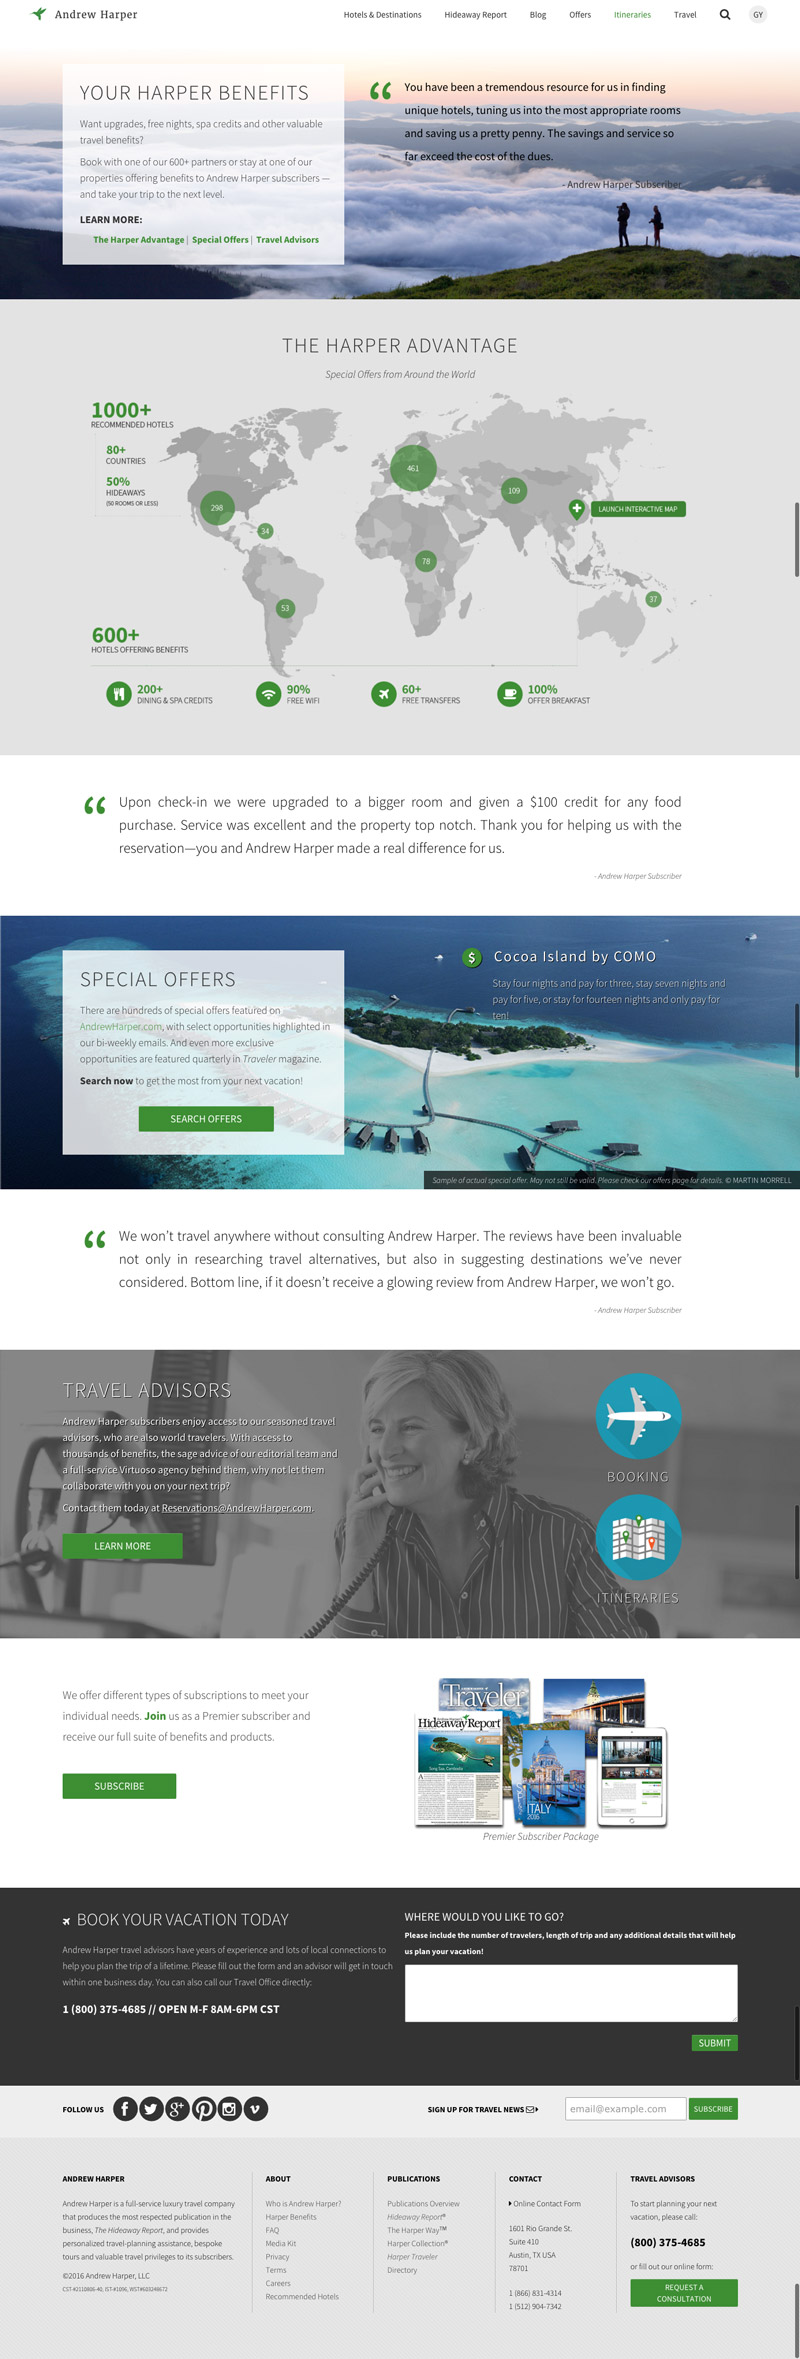 Andrew Harper
Hotels & Destinations
Hideaway Report
Blog
Offers
Itineraries
Travel
GY
YOUR HARPER BENEFITS
Want upgrades, free nights, spa credits and other valuable
travel benefits?
Book with one of our 600+ partners or stay at one of our
properties offering benefits to Andrew Harper subscribers —
and take your trip to the next level.
LEARN MORE:
The Harper Advantage | Special Offers | Travel Advisors
“ You have been a tremendous resource for us in finding
unique hotels, tuning us into the most appropriate rooms
and saving us a pretty penny. The savings and service so
far exceed the cost of the dues.
- Andrew Harper Subscriber
THE HARPER ADVANTAGE
Special Offers from Around the World
1000+
RECOMMENDED HOTELS
80+
COUNTRIES
50%
HIDEAWAYS
(50 ROOMS OR LESS)
298
34
53
461
78
109
37
LAUNCH INTERACTIVE MAP
600+
HOTELS OFFERING BENEFITS
200+
DINING & SPA CREDITS
90%
FREE WIFI
60+
FREE TRANSFERS
100%
OFFER BREAKFAST
“ Upon check-in we were upgraded to a bigger room and given a $100 credit for any food
purchase. Service was excellent and the property top notch. Thank you for helping us with the
reservation—you and Andrew Harper made a real difference for us.
- Andrew Harper Subscriber
SPECIAL OFFERS
There are hundreds of special offers featured on
AndrewHarper.com, with select opportunities highlighted in
our bi-weekly emails. And even more exclusive
opportunities are featured quarterly in Traveler magazine.
Search now to get the most from your next vacation!
SEARCH OFFERS
$ Cocoa Island by COMO
Stay four nights and pay for three, stay seven nights and
pay for five, or stay for fourteen nights and only pay for
ten!
Sample of actual special offer. May not still be valid. Please check our offers page for details. © MARTIN MORRELL
“ We won’t travel anywhere without consulting Andrew Harper. The reviews have been invaluable
not only in researching travel alternatives, but also in suggesting destinations we’ve never
considered. Bottom line, if it doesn’t receive a glowing review from Andrew Harper, we won’t go.
- Andrew Harper Subscriber
TRAVEL ADVISORS
Andrew Harper subscribers enjoy access to our seasoned travel
advisors, who are also world travelers. With access to
thousands of benefits, the sage advice of our editorial team and
a full-service Virtuoso agency behind them, why not let them
collaborate with you on your next trip?
Contact them today at Reservations@AndrewHarper.com.
LEARN MORE
BOOKING
ITINERARIES
We offer different types of subscriptions to meet your
individual needs. Join us as a Premier subscriber and
receive our full suite of benefits and products.
SUBSCRIBE
Traveler
Hideaway Report
Song Saa, Cambodia
ITALY
2016
Premier Subscriber Package
BOOK YOUR VACATION TODAY
Andrew Harper travel advisors have years of experience and lots of local connections to
help you plan the trip of a lifetime. Please fill out the form and an advisor will get in touch
within one business day. You can also call our Travel Office directly:
1 (800) 375-4685 // OPEN M-F 8AM-6PM CST
WHERE WOULD YOU LIKE TO GO?
Please include the number of travelers, length of trip and any additional details that will help
us plan your vacation!
SUBMIT
FOLLOW US
SIGN UP FOR TRAVEL NEWS
email@example.com
SUBSCRIBE
ANDREW HARPER
Andrew Harper is a full-service luxury travel company
that produces the most respected publication in the
business, The Hideaway Report, and provides
personalized travel-planning assistance, bespoke
tours and valuable travel privileges to its subscribers.
©2016 Andrew Harper, LLC
CST-#2110806-40, IST-#1096, WST#603248672
ABOUT
Who is Andrew Harper?
Harper Benefits
FAQ
Media Kit
Privacy
Terms
Careers
Recommended Hotels
PUBLICATIONS
Publications Overview
Hideaway Report®
The Harper Way™
Harper Collection®
Harper Traveler
Directory
CONTACT
Online Contact Form
1601 Rio Grande St.
Suite 410
Austin, TX USA
78701
1 (866) 831-4314
1 (512) 904-7342
TRAVEL ADVISORS
To start planning your next
vacation, please call:
(800) 375-4685
or fill out our online form:
REQUEST A
CONSULTATION